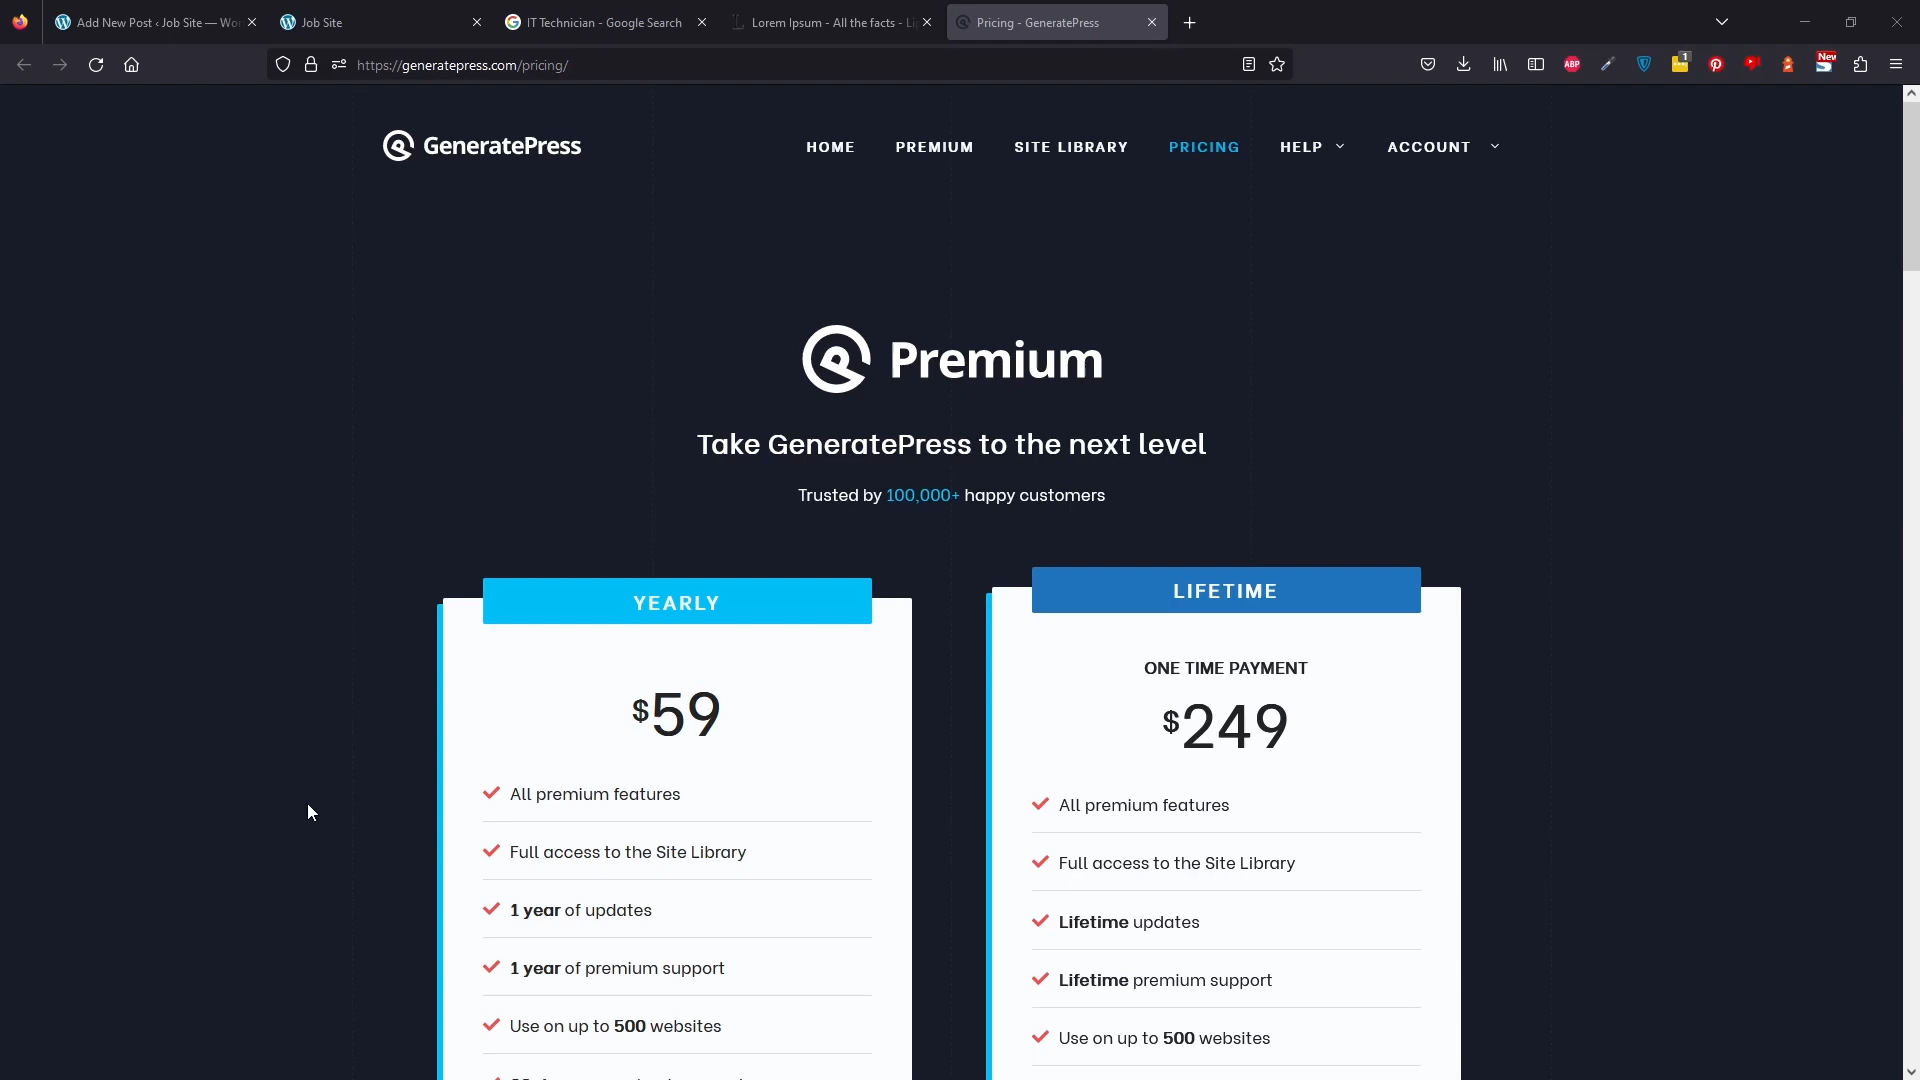 Add New Post ‹ Job Site — Wo
Job Site
IT Technician - Google Search
Lorem Ipsum - All the facts - Li
Pricing - GeneratePress
https://generatepress.com/pricing/
ABP
1
New
GeneratePress
HOME
PREMIUM
SITE LIBRARY
PRICING
HELP
ACCOUNT
Premium
Take GeneratePress to the next level
Trusted by 100,000+ happy customers
YEARLY
$59
All premium features
Full access to the Site Library
1 year of updates
1 year of premium support
Use on up to 500 websites
LIFETIME
ONE TIME PAYMENT
$249
All premium features
Full access to the Site Library
Lifetime updates
Lifetime premium support
Use on up to 500 websites